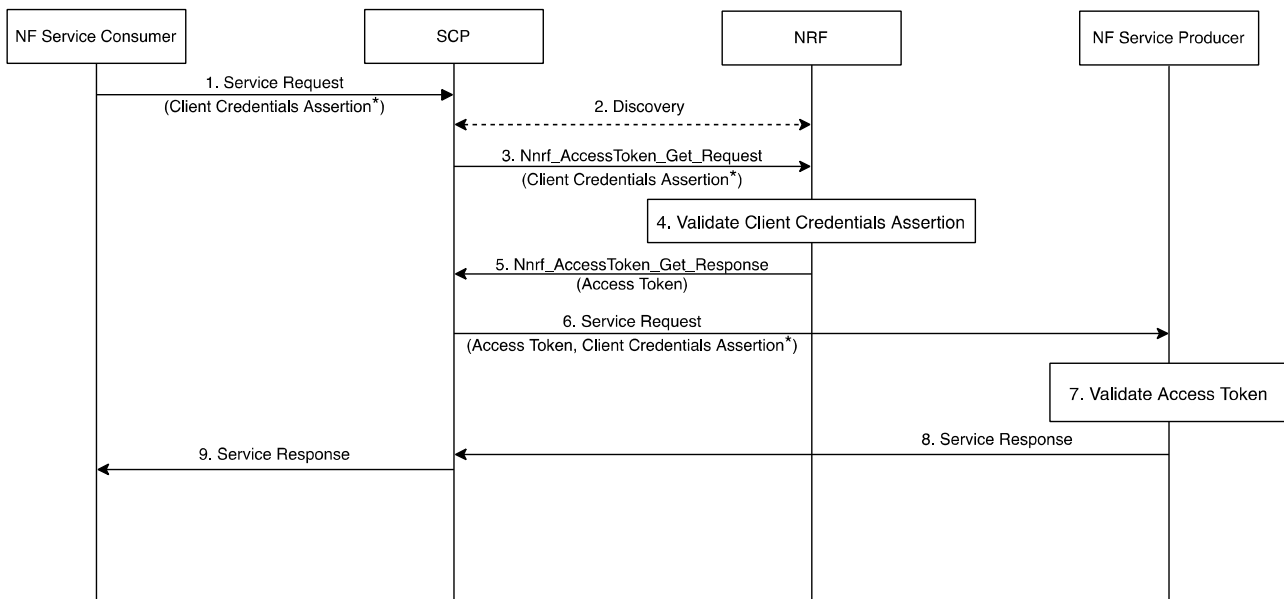 NF Service Consumer
SCP
NRF
NF Service Producer
1. Service Request
(Client Credentials Assertion*)
2. Discovery
3. Nnrf_AccessToken_Get_Request
(Client Credentials Assertion*)
4. Validate Client Credentials Assertion
5. Nnrf_AccessToken_Get_Response
(Access Token)
6. Service Request
(Access Token, Client Credentials Assertion*)
7. Validate Access Token
8. Service Response
9. Service Response